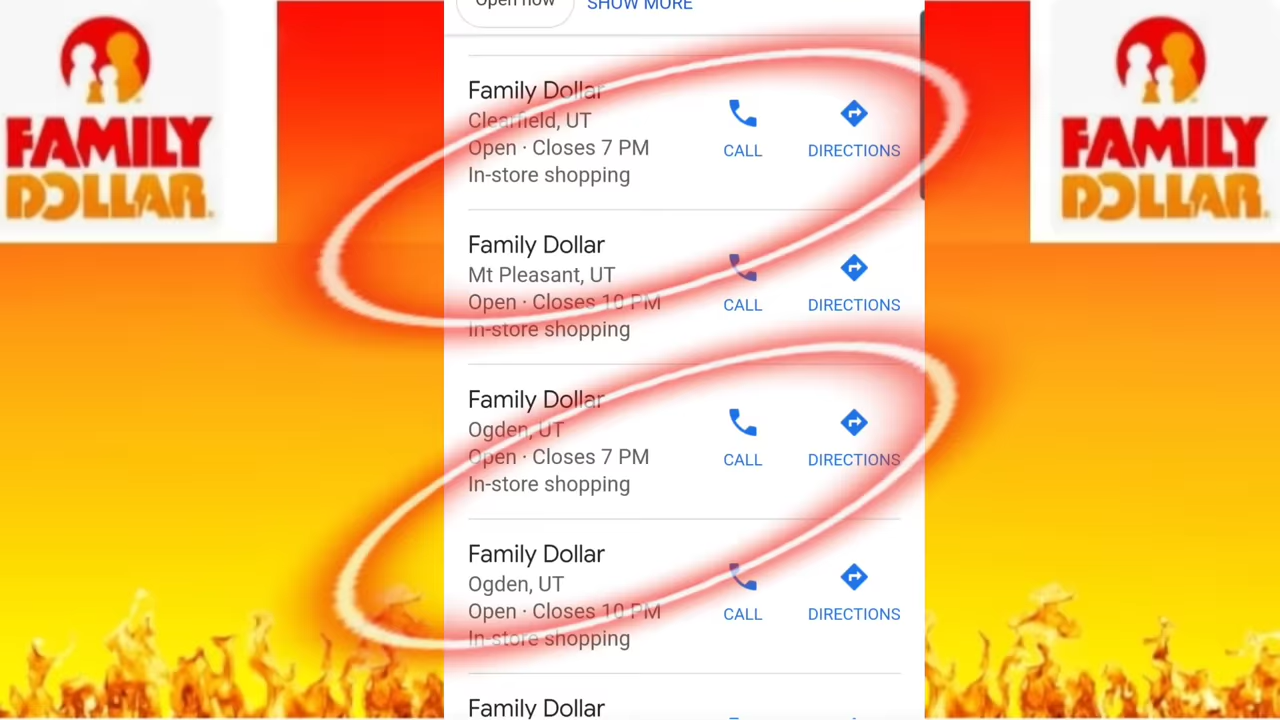 Open now
SHOW MORE
FAMILY
DOLLAR.
FAMILY
DOLLAR.
Family Dollar
Clearfield, UT
Open · Closes 7 PM
In-store shopping
CALL
DIRECTIONS
Family Dollar
Mt Pleasant, UT
Open · Closes 10 PM
In-store shopping
CALL
DIRECTIONS
Family Dollar
Ogden, UT
Open · Closes 7 PM
In-store shopping
CALL
DIRECTIONS
Family Dollar
Ogden, UT
Open · Closes 10 PM
In-store shopping
CALL
DIRECTIONS
Family Dollar